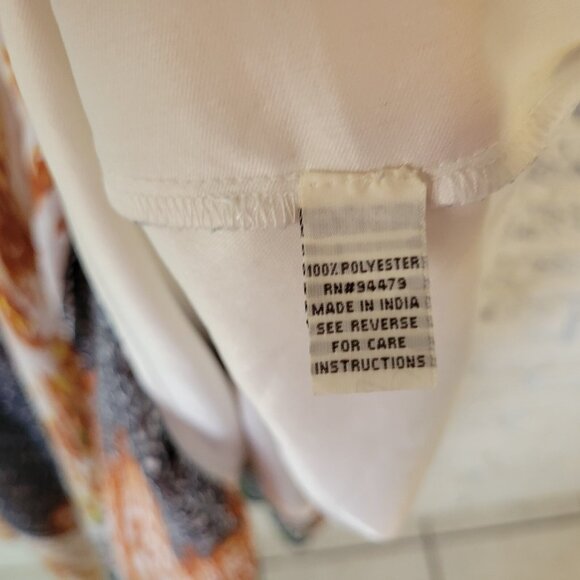 100% POLYESTER
RN#94479
MADE IN INDIA
SEE REVERSE
FOR CARE
INSTRUCTIONS